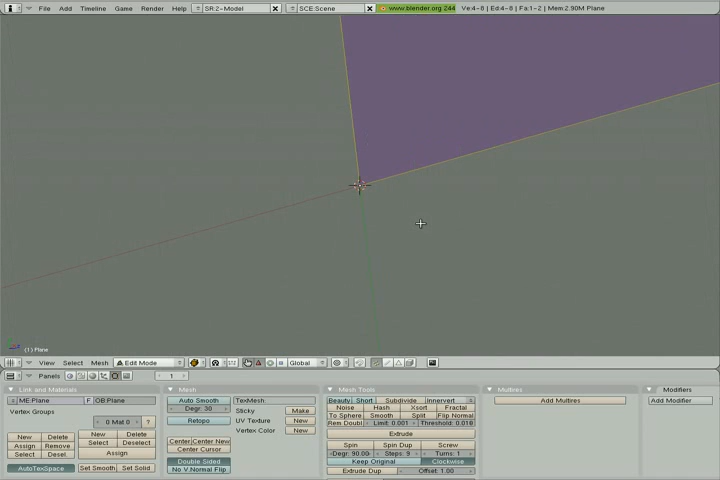 File Add Timeline Game Render Help SR:2-Model SCE:Scene www.blender.org 244 Ve:4-8 | Ed:4-8 | Fa:1-2 | Mem:2.90M Plane
(1) Plane
View Select Mesh Edit Mode Global
Panels 1
Link and Materials Mesh Mesh Tools Multires Modifiers
ME:Plane F OB:Plane Auto Smooth TexMesh Beauty Short Subdivide Innervert Add Multires Add Modifier
Vertex Groups Degr: 30 Sticky Make Noise Hash Xsort Fractal
0 Mat 0 ? Retopo UV Texture New To Sphere Smooth Split Flip Normal
Vertex Color New Rem Doubl Limit: 0.001 Threshold: 0.018
New Delete New Delete Extrude
Assign Remove Select Deselect Center Center New Spin Spin Dup Screw
Select Desel. Assign Center Cursor Degr: 90.00 Steps: 9 Turns: 1
Double Sided Keep Original Clockwise
AutoTexSpace Set Smooth Set Solid No V.Normal Flip Extrude Dup Offset: 1.00